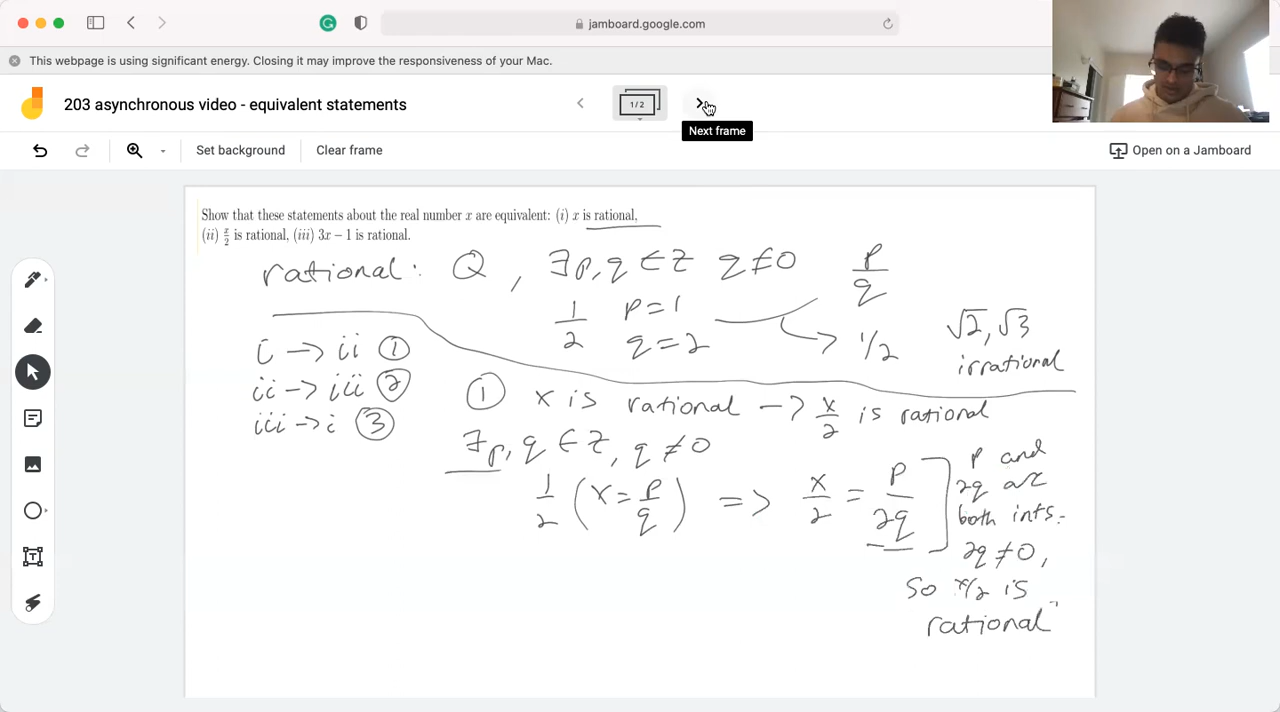 jamboard.google.com
This webpage is using significant energy. Closing it may improve the responsiveness of your Mac.
203 asynchronous video - equivalent statements
1/2
Next frame
Set background
Clear frame
Open on a Jamboard
Show that these statements about the real number x are equivalent: (i) x is rational,
(ii) x/2 is rational, (iii) 3x − 1 is rational.
rational: Q , ∃p,q ∈ Z q≠0 p/q
1/2 p=1
q=2
→ 1/2
√2, √3
irrational
i → ii ①
ii → iii ②
iii → i ③
① x is rational → x/2 is rational
∃p, q ∈ Z, q ≠ 0
1/2 (x = p/q) => x/2 = p/2q
p and
2q are
both ints.
2q ≠ 0,
So x/2 is
rational